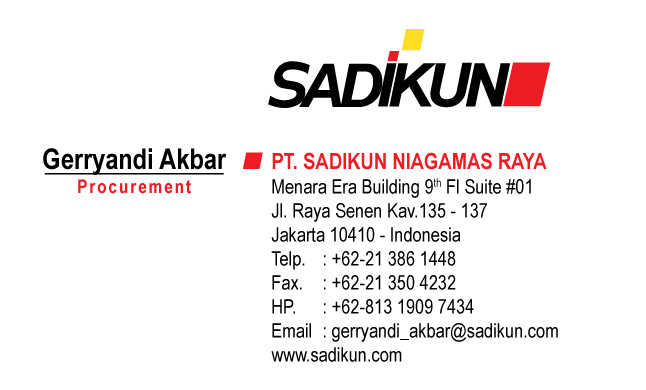 SADIKUN
Gerryandi Akbar
Procurement
PT. SADIKUN NIAGAMAS RAYA
Menara Era Building 9th Fl Suite #01
Jl. Raya Senen Kav.135 - 137
Jakarta 10410 - Indonesia
Telp. : +62-21 386 1448
Fax. : +62-21 350 4232
HP. : +62-813 1909 7434
Email : gerryandi_akbar@sadikun.com
www.sadikun.com